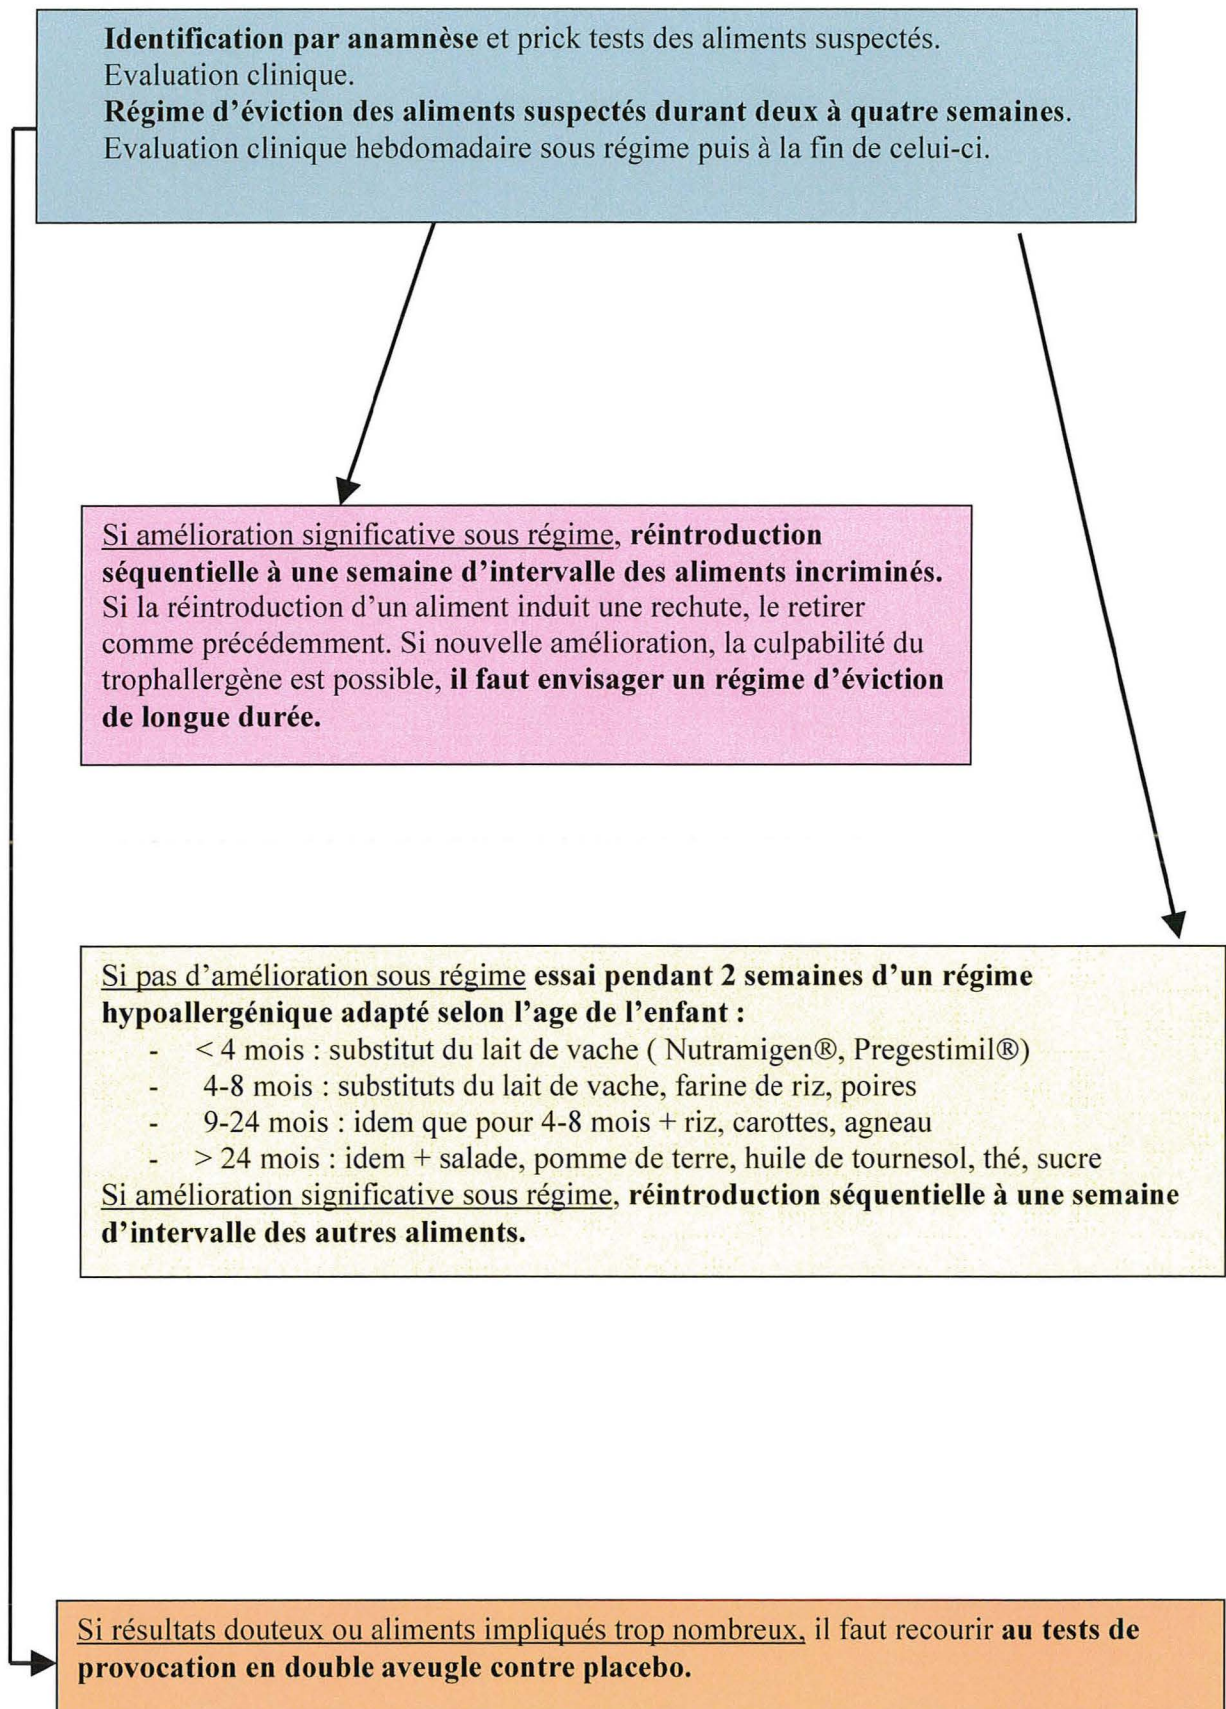 Identification par anamnèse et prick tests des aliments suspectés.
Evaluation clinique.
Régime d'éviction des aliments suspectés durant deux à quatre semaines.
Evaluation clinique hebdomadaire sous régime puis à la fin de celui-ci.
Si amélioration significative sous régime, réintroduction
séquentielle à une semaine d'intervalle des aliments incriminés.
Si la réintroduction d'un aliment induit une rechute, le retirer
comme précédemment. Si nouvelle amélioration, la culpabilité du
trophallergène est possible, il faut envisager un régime d'éviction
de longue durée.
Si pas d'amélioration sous régime essai pendant 2 semaines d'un régime
hypoallergénique adapté selon l'age de l'enfant :
- < 4 mois : substitut du lait de vache ( Nutramigen®, Pregestimil®)
- 4-8 mois : substituts du lait de vache, farine de riz, poires
- 9-24 mois : idem que pour 4-8 mois + riz, carottes, agneau
- > 24 mois : idem + salade, pomme de terre, huile de tournesol, thé, sucre
Si amélioration significative sous régime, réintroduction séquentielle à une semaine
d'intervalle des autres aliments.
Si résultats douteux ou aliments impliqués trop nombreux, il faut recourir au tests de
provocation en double aveugle contre placebo.